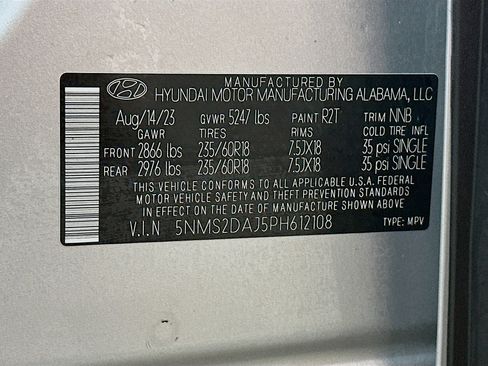 MANUFACTURED BY
HYUNDAI MOTOR MANUFACTURING ALABAMA, LLC
Aug/14/23 GVWR 5247 lbs PAINT R2T TRIM NNB
GAWR TIRES RIMS COLD TIRE INFL
FRONT 2866 lbs 235/60R18 7.5JX18 35 psi SINGLE
REAR 2976 lbs 235/60R18 7.5JX18 35 psi SINGLE
THIS VEHICLE CONFORMS TO ALL APPLICABLE U.S.A. FEDERAL
MOTOR VEHICLE SAFETY AND THEFT PREVENTION STANDARDS
IN EFFECT ON THE DATE OF MANUFACTURE SHOWN ABOVE.
V.I.N 5NMS2DAJ5PH612108 TYPE: MPV